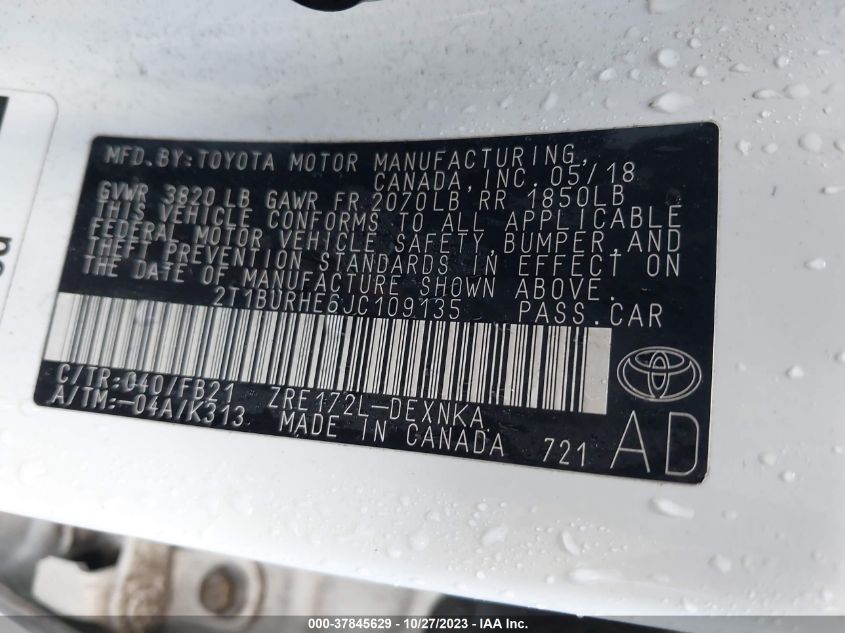 MFD. BY: TOYOTA MOTOR MANUFACTURING,
CANADA, INC. 05/18
GVWR 3820 LB GAWR FR 2070LB RR 1850LB
THIS VEHICLE CONFORMS TO ALL APPLICABLE
FEDERAL MOTOR VEHICLE SAFETY, BUMPER, AND
THEFT PREVENTION STANDARDS IN EFFECT ON
THE DATE OF MANUFACTURE SHOWN ABOVE.
2T1BURHE6JC109135 PASS. CAR
C/TR: 040/FB21 ZRE172L-DEXNKA
A/TM: -04A/K313 MADE IN CANADA 721 AD
000-37845629 - 10/27/2023 - IAA Inc.